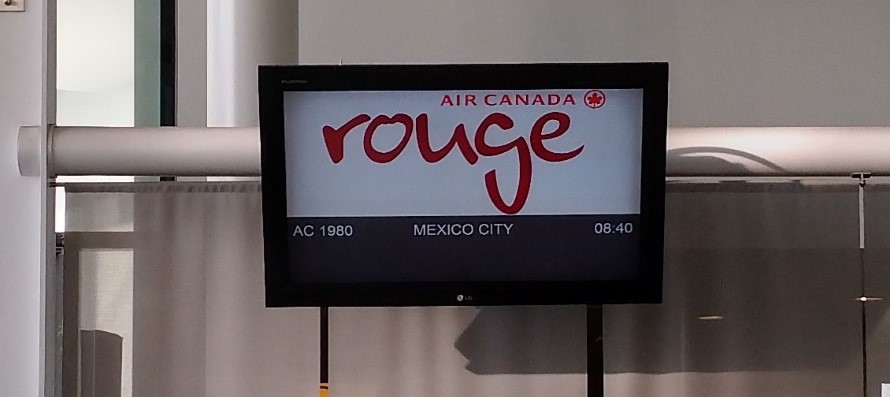 AIR CANADA
rouge
AC 1980 MEXICO CITY 08:40
LG